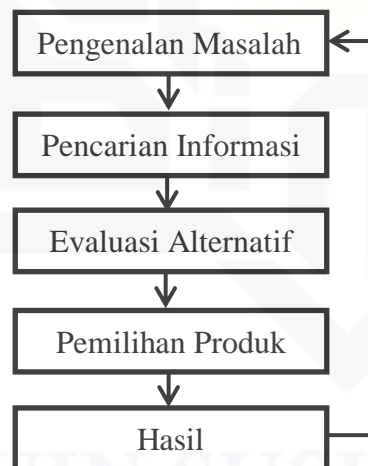 Pengenalan Masalah
Pencarian Informasi
Evaluasi Alternatif
Pemilihan Produk
Hasil